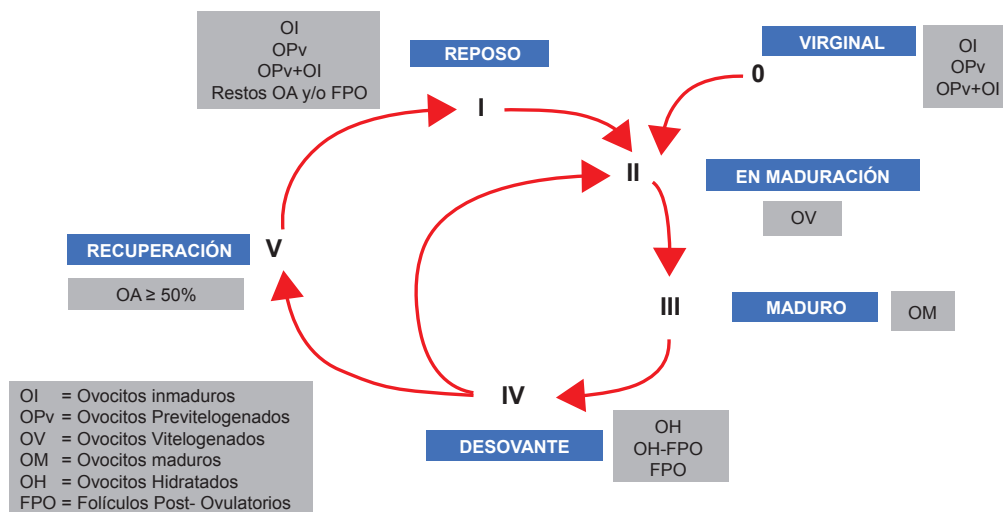 OI
OPv
OPv+OI
Restos OA y/o FPO
REPOSO
I
VIRGINAL
0
OI
OPv
OPv+OI
II
EN MADURACIÓN
OV
RECUPERACIÓN
V
OA ≥ 50%
III
MADURO
OM
IV
DESOVANTE
OH
OH-FPO
FPO
OI = Ovocitos inmaduros
OPv = Ovocitos Previtelogenados
OV = Ovocitos Vitelogenados
OM = Ovocitos maduros
OH = Ovocitos Hidratados
FPO = Folículos Post- Ovulatorios